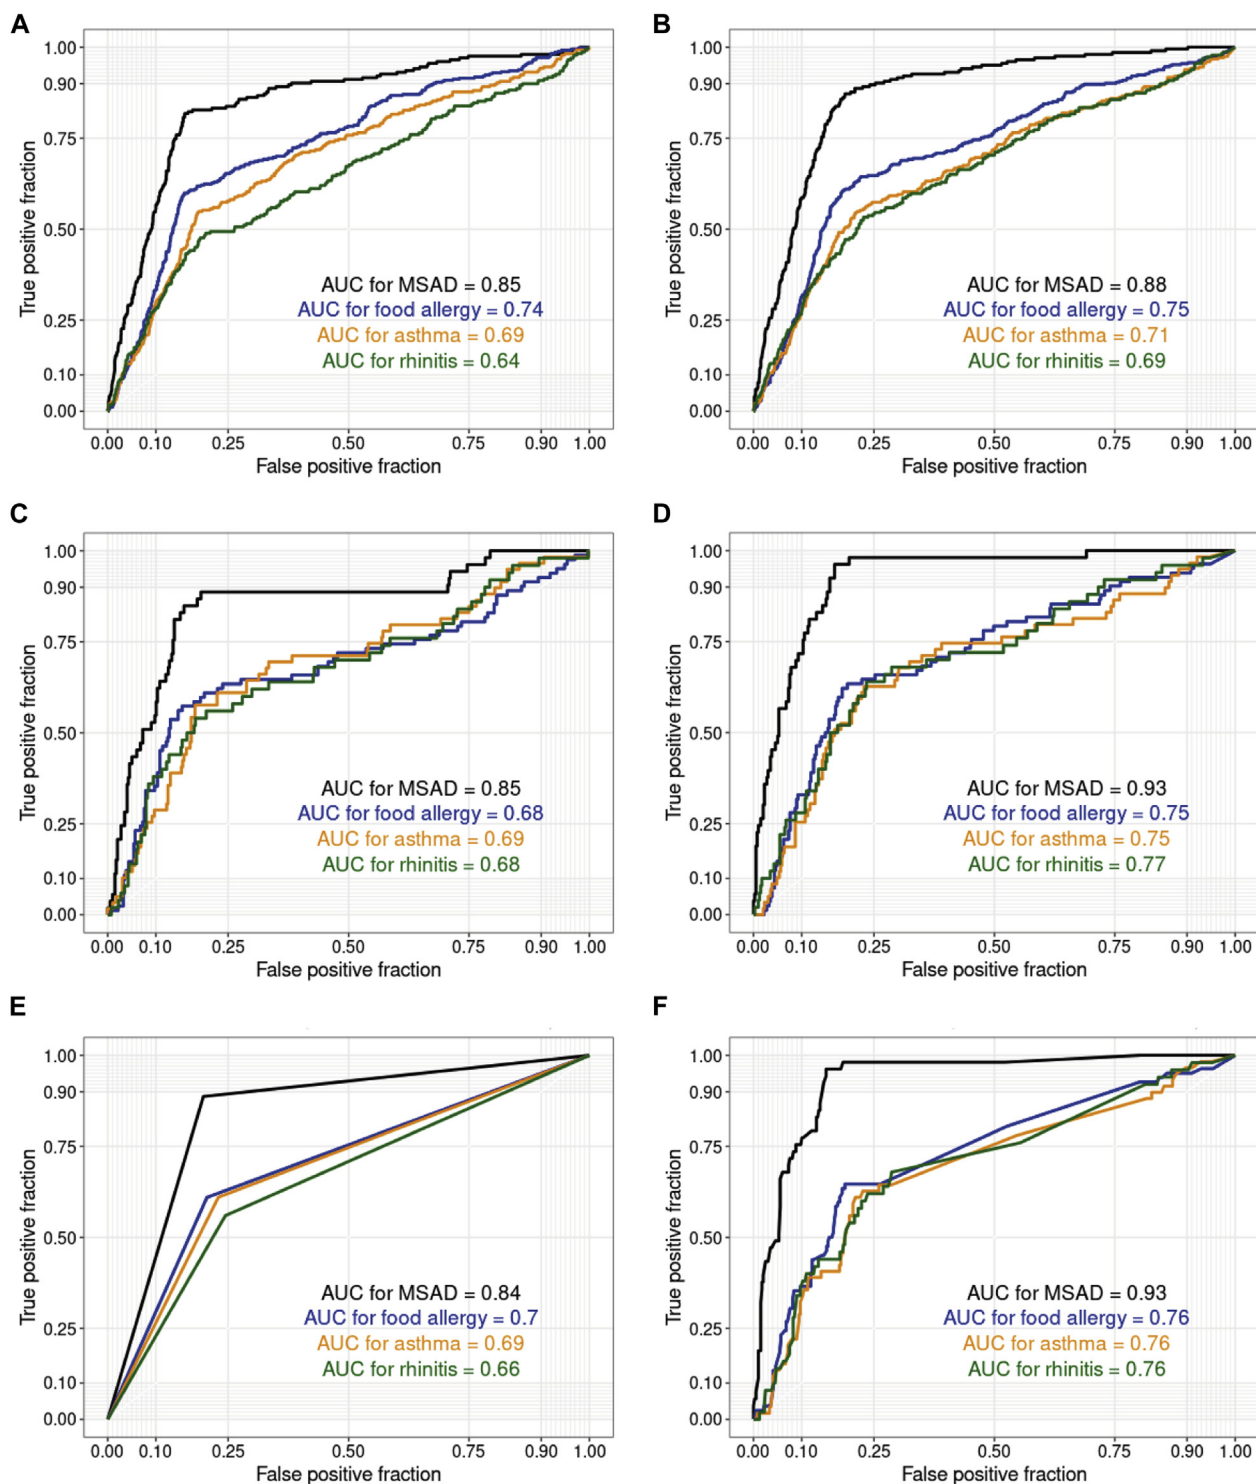 A
1.00
0.90
0.75
0.50
0.25
0.10
0.00
True positive fraction
AUC for MSAD = 0.85
AUC for food allergy = 0.74
AUC for asthma = 0.69
AUC for rhinitis = 0.64
0.00 0.10 0.25 0.50 0.75 0.90 1.00
False positive fraction
B
1.00
0.90
0.75
0.50
0.25
0.10
0.00
True positive fraction
AUC for MSAD = 0.88
AUC for food allergy = 0.75
AUC for asthma = 0.71
AUC for rhinitis = 0.69
0.00 0.10 0.25 0.50 0.75 0.90 1.00
False positive fraction
C
1.00
0.90
0.75
0.50
0.25
0.10
0.00
True positive fraction
AUC for MSAD = 0.85
AUC for food allergy = 0.68
AUC for asthma = 0.69
AUC for rhinitis = 0.68
0.00 0.10 0.25 0.50 0.75 0.90 1.00
False positive fraction
D
1.00
0.90
0.75
0.50
0.25
0.10
0.00
True positive fraction
AUC for MSAD = 0.93
AUC for food allergy = 0.75
AUC for asthma = 0.75
AUC for rhinitis = 0.77
0.00 0.10 0.25 0.50 0.75 0.90 1.00
False positive fraction
E
1.00
0.90
0.75
0.50
0.25
0.10
0.00
True positive fraction
AUC for MSAD = 0.84
AUC for food allergy = 0.7
AUC for asthma = 0.69
AUC for rhinitis = 0.66
0.00 0.10 0.25 0.50 0.75 0.90 1.00
False positive fraction
F
1.00
0.90
0.75
0.50
0.25
0.10
0.00
True positive fraction
AUC for MSAD = 0.93
AUC for food allergy = 0.76
AUC for asthma = 0.76
AUC for rhinitis = 0.76
0.00 0.10 0.25 0.50 0.75 0.90 1.00
False positive fraction